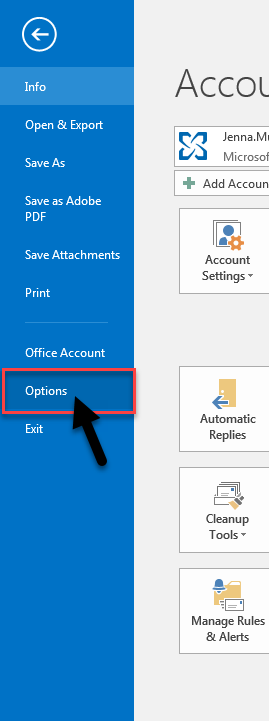 Info
Open & Export
Save As
Save as Adobe
PDF
Save Attachments
Print
Office Account
Options
Exit
Jenna.Mu
Microsof
Add Accoun
Account
Settings
Automatic
Replies
Cleanup
Tools
Manage Rules
& Alerts